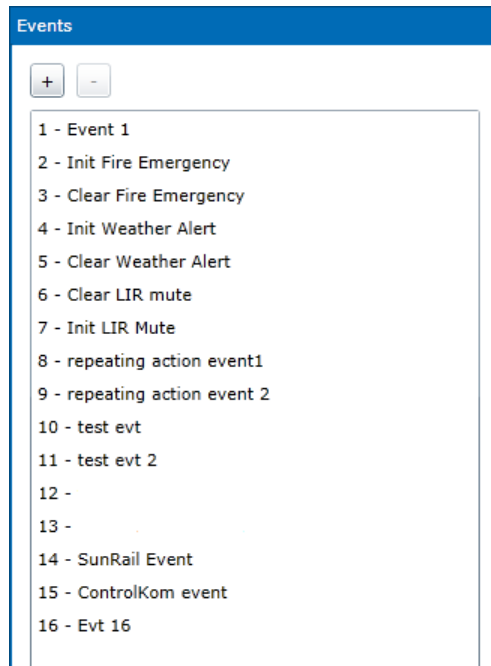 Events
+ -
1 - Event 1
2 - Init Fire Emergency
3 - Clear Fire Emergency
4 - Init Weather Alert
5 - Clear Weather Alert
6 - Clear LIR mute
7 - Init LIR Mute
8 - repeating action event1
9 - repeating action event 2
10 - test evt
11 - test evt 2
12 -
13 -
14 - SunRail Event
15 - ControlKom event
16 - Evt 16